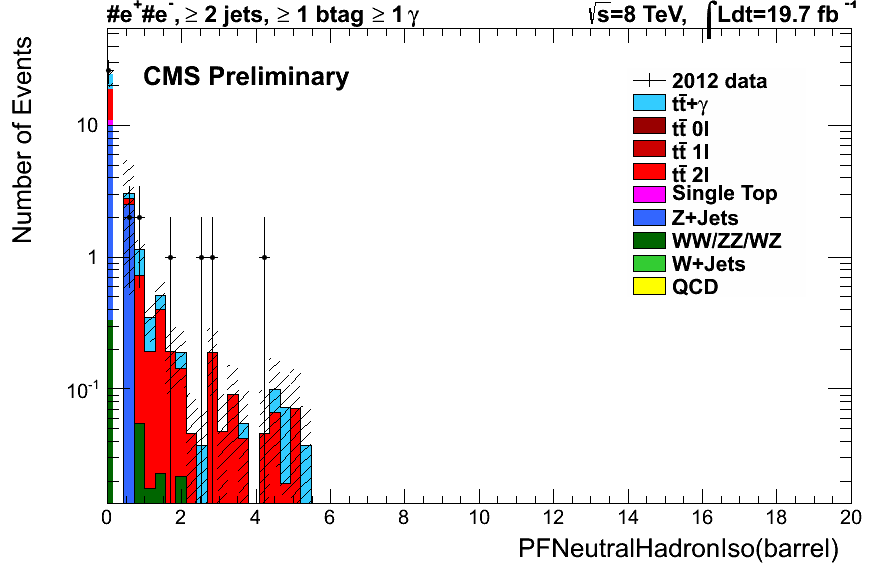 #e⁺#e⁻, ≥ 2 jets, ≥ 1 btag ≥ 1 γ
√s=8 TeV, ∫Ldt=19.7 fb⁻¹
CMS Preliminary
2012 data
tt̄+γ
tt̄ 0l
tt̄ 1l
tt̄ 2l
Single Top
Z+Jets
WW/ZZ/WZ
W+Jets
QCD
Number of Events
10
1
10⁻¹
0 2 4 6 8 10 12 14 16 18 20
PFNeutralHadronIso(barrel)